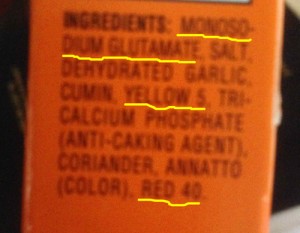 INGREDIENTS: MONOSO-
DIUM GLUTAMATE, SALT,
DEHYDRATED GARLIC,
CUMIN, YELLOW 5, TRI-
CALCIUM PHOSPHATE
(ANTI-CAKING AGENT),
CORIANDER, ANNATTO
(COLOR), RED 40.